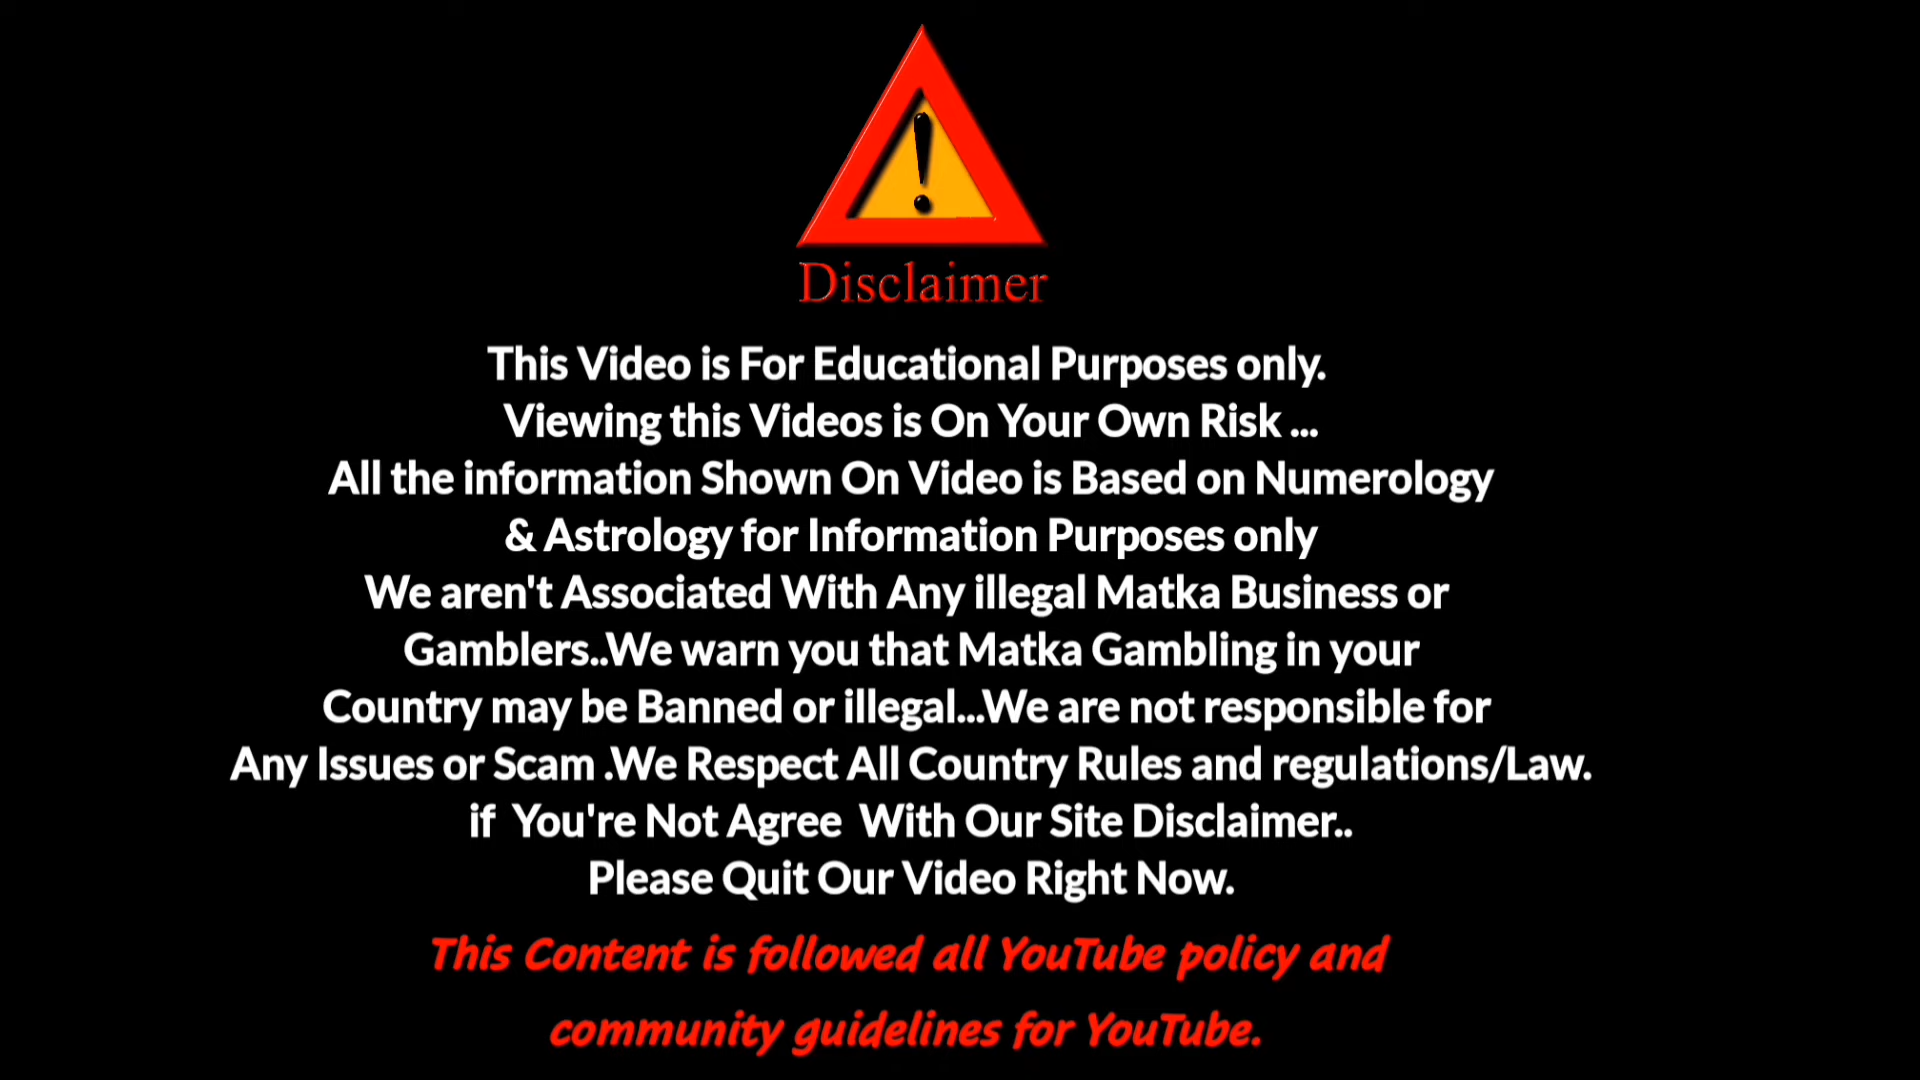 !
Disclaimer
This Video is For Educational Purposes only.
Viewing this Videos is On Your Own Risk ...
All the information Shown On Video is Based on Numerology
& Astrology for Information Purposes only
We aren't Associated With Any illegal Matka Business or
Gamblers..We warn you that Matka Gambling in your
Country may be Banned or illegal...We are not responsible for
Any Issues or Scam .We Respect All Country Rules and regulations/Law.
if  You're Not Agree  With Our Site Disclaimer..
Please Quit Our Video Right Now.
This Content is followed all YouTube policy and
community guidelines for YouTube.